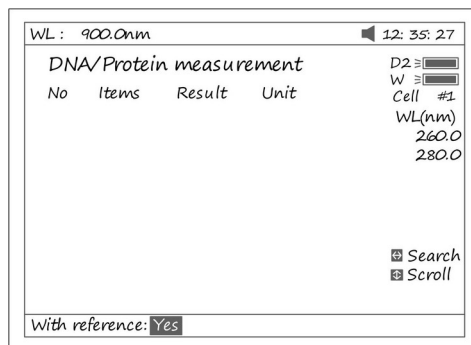 WL: 900.0nm 12: 35: 27
DNA/Protein measurement
No Items Result Unit
D2
W
Cell #1
WL(nm)
260.0
280.0
Search
Scroll
With reference: Yes